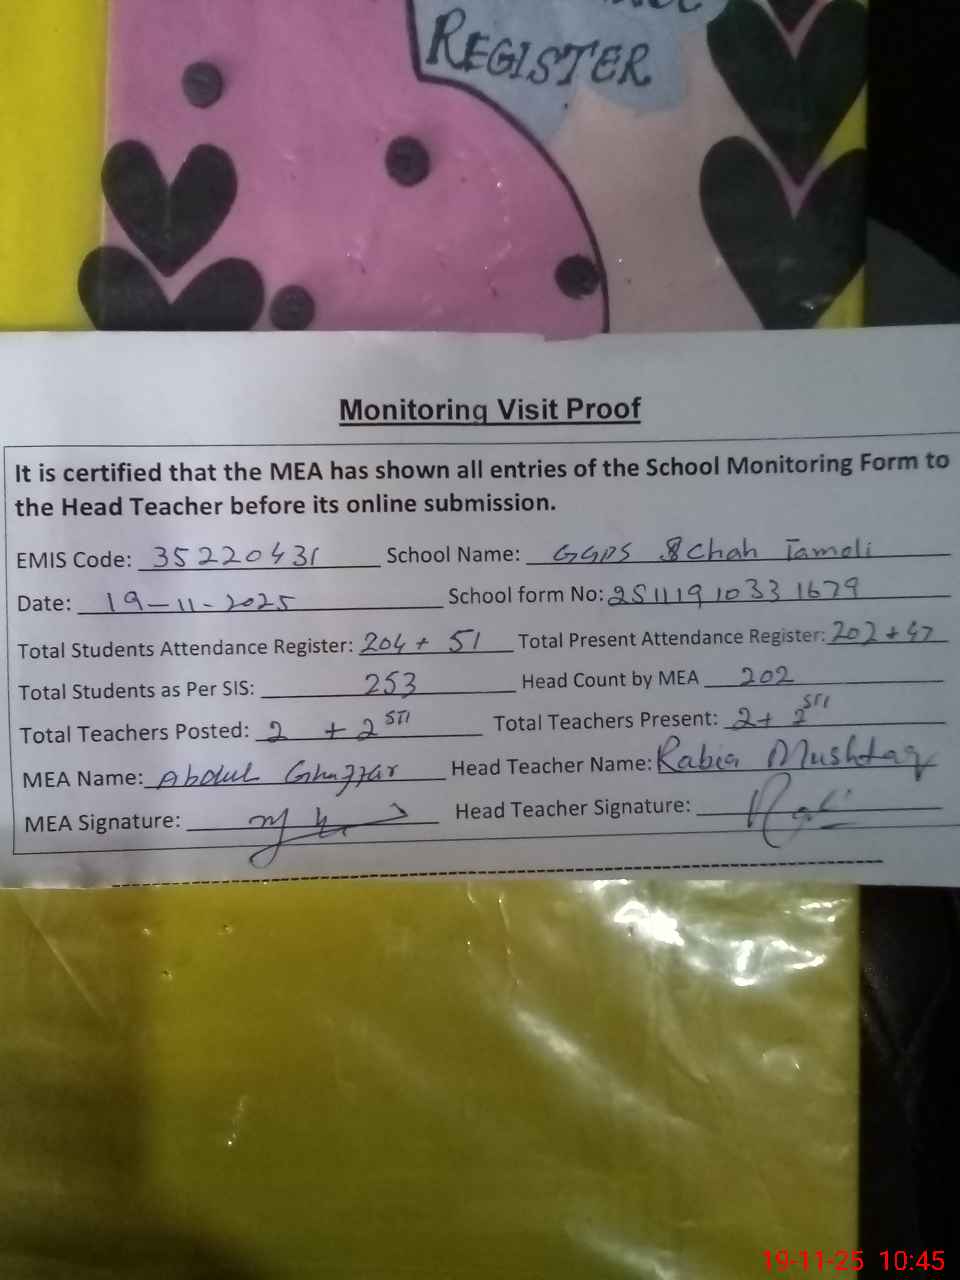 REGISTER
Monitoring Visit Proof
It is certified that the MEA has shown all entries of the School Monitoring Form to
the Head Teacher before its online submission.
EMIS Code: 35220431 School Name: GGPS 8 Chah Tamoli
Date: 19-11-2025 School form No: 2511191033 1679
Total Students Attendance Register: 204 + 51 Total Present Attendance Register: 202 + 47
Total Students as Per SIS: 253 Head Count by MEA 202
Total Teachers Posted: 2 + 2 STI Total Teachers Present: 2 + 2 STI
MEA Name: Abdul Ghaffar Head Teacher Name: Rabia Mushtaq
MEA Signature: Head Teacher Signature:
19-11-25 10:45